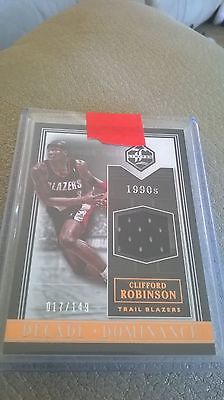 BLAZERS
1990s
CLIFFORD
ROBINSON
TRAIL BLAZERS
017/149
DECADE DOMINANCE